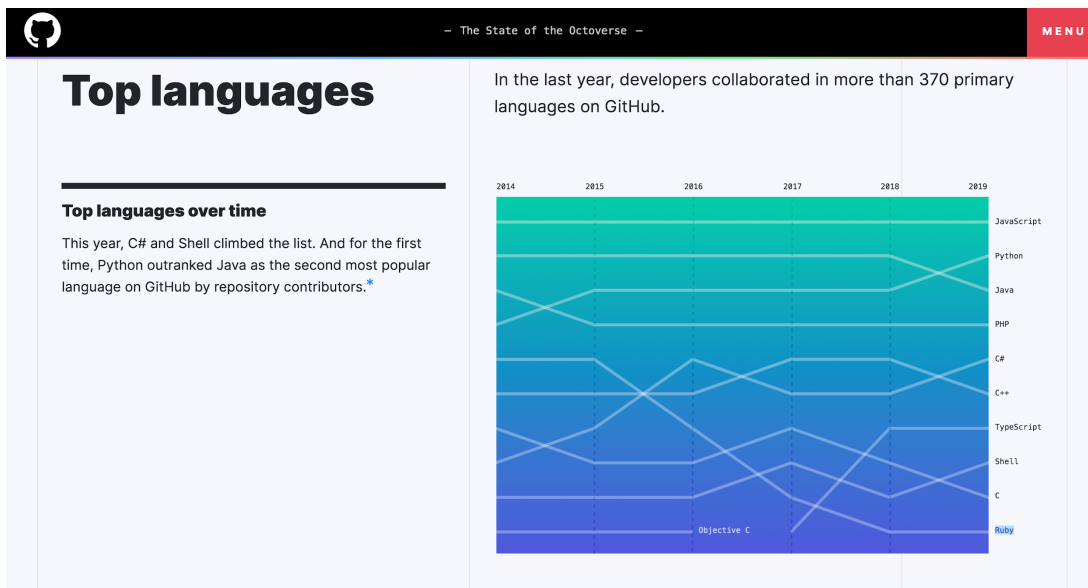 — The State of the Octoverse —
MENU
Top languages
In the last year, developers collaborated in more than 370 primary
languages on GitHub.
Top languages over time
This year, C# and Shell climbed the list. And for the first
time, Python outranked Java as the second most popular
language on GitHub by repository contributors.*
2014 2015 2016 2017 2018 2019
JavaScript
Python
Java
PHP
C#
C++
TypeScript
Shell
C
Objective C
Ruby